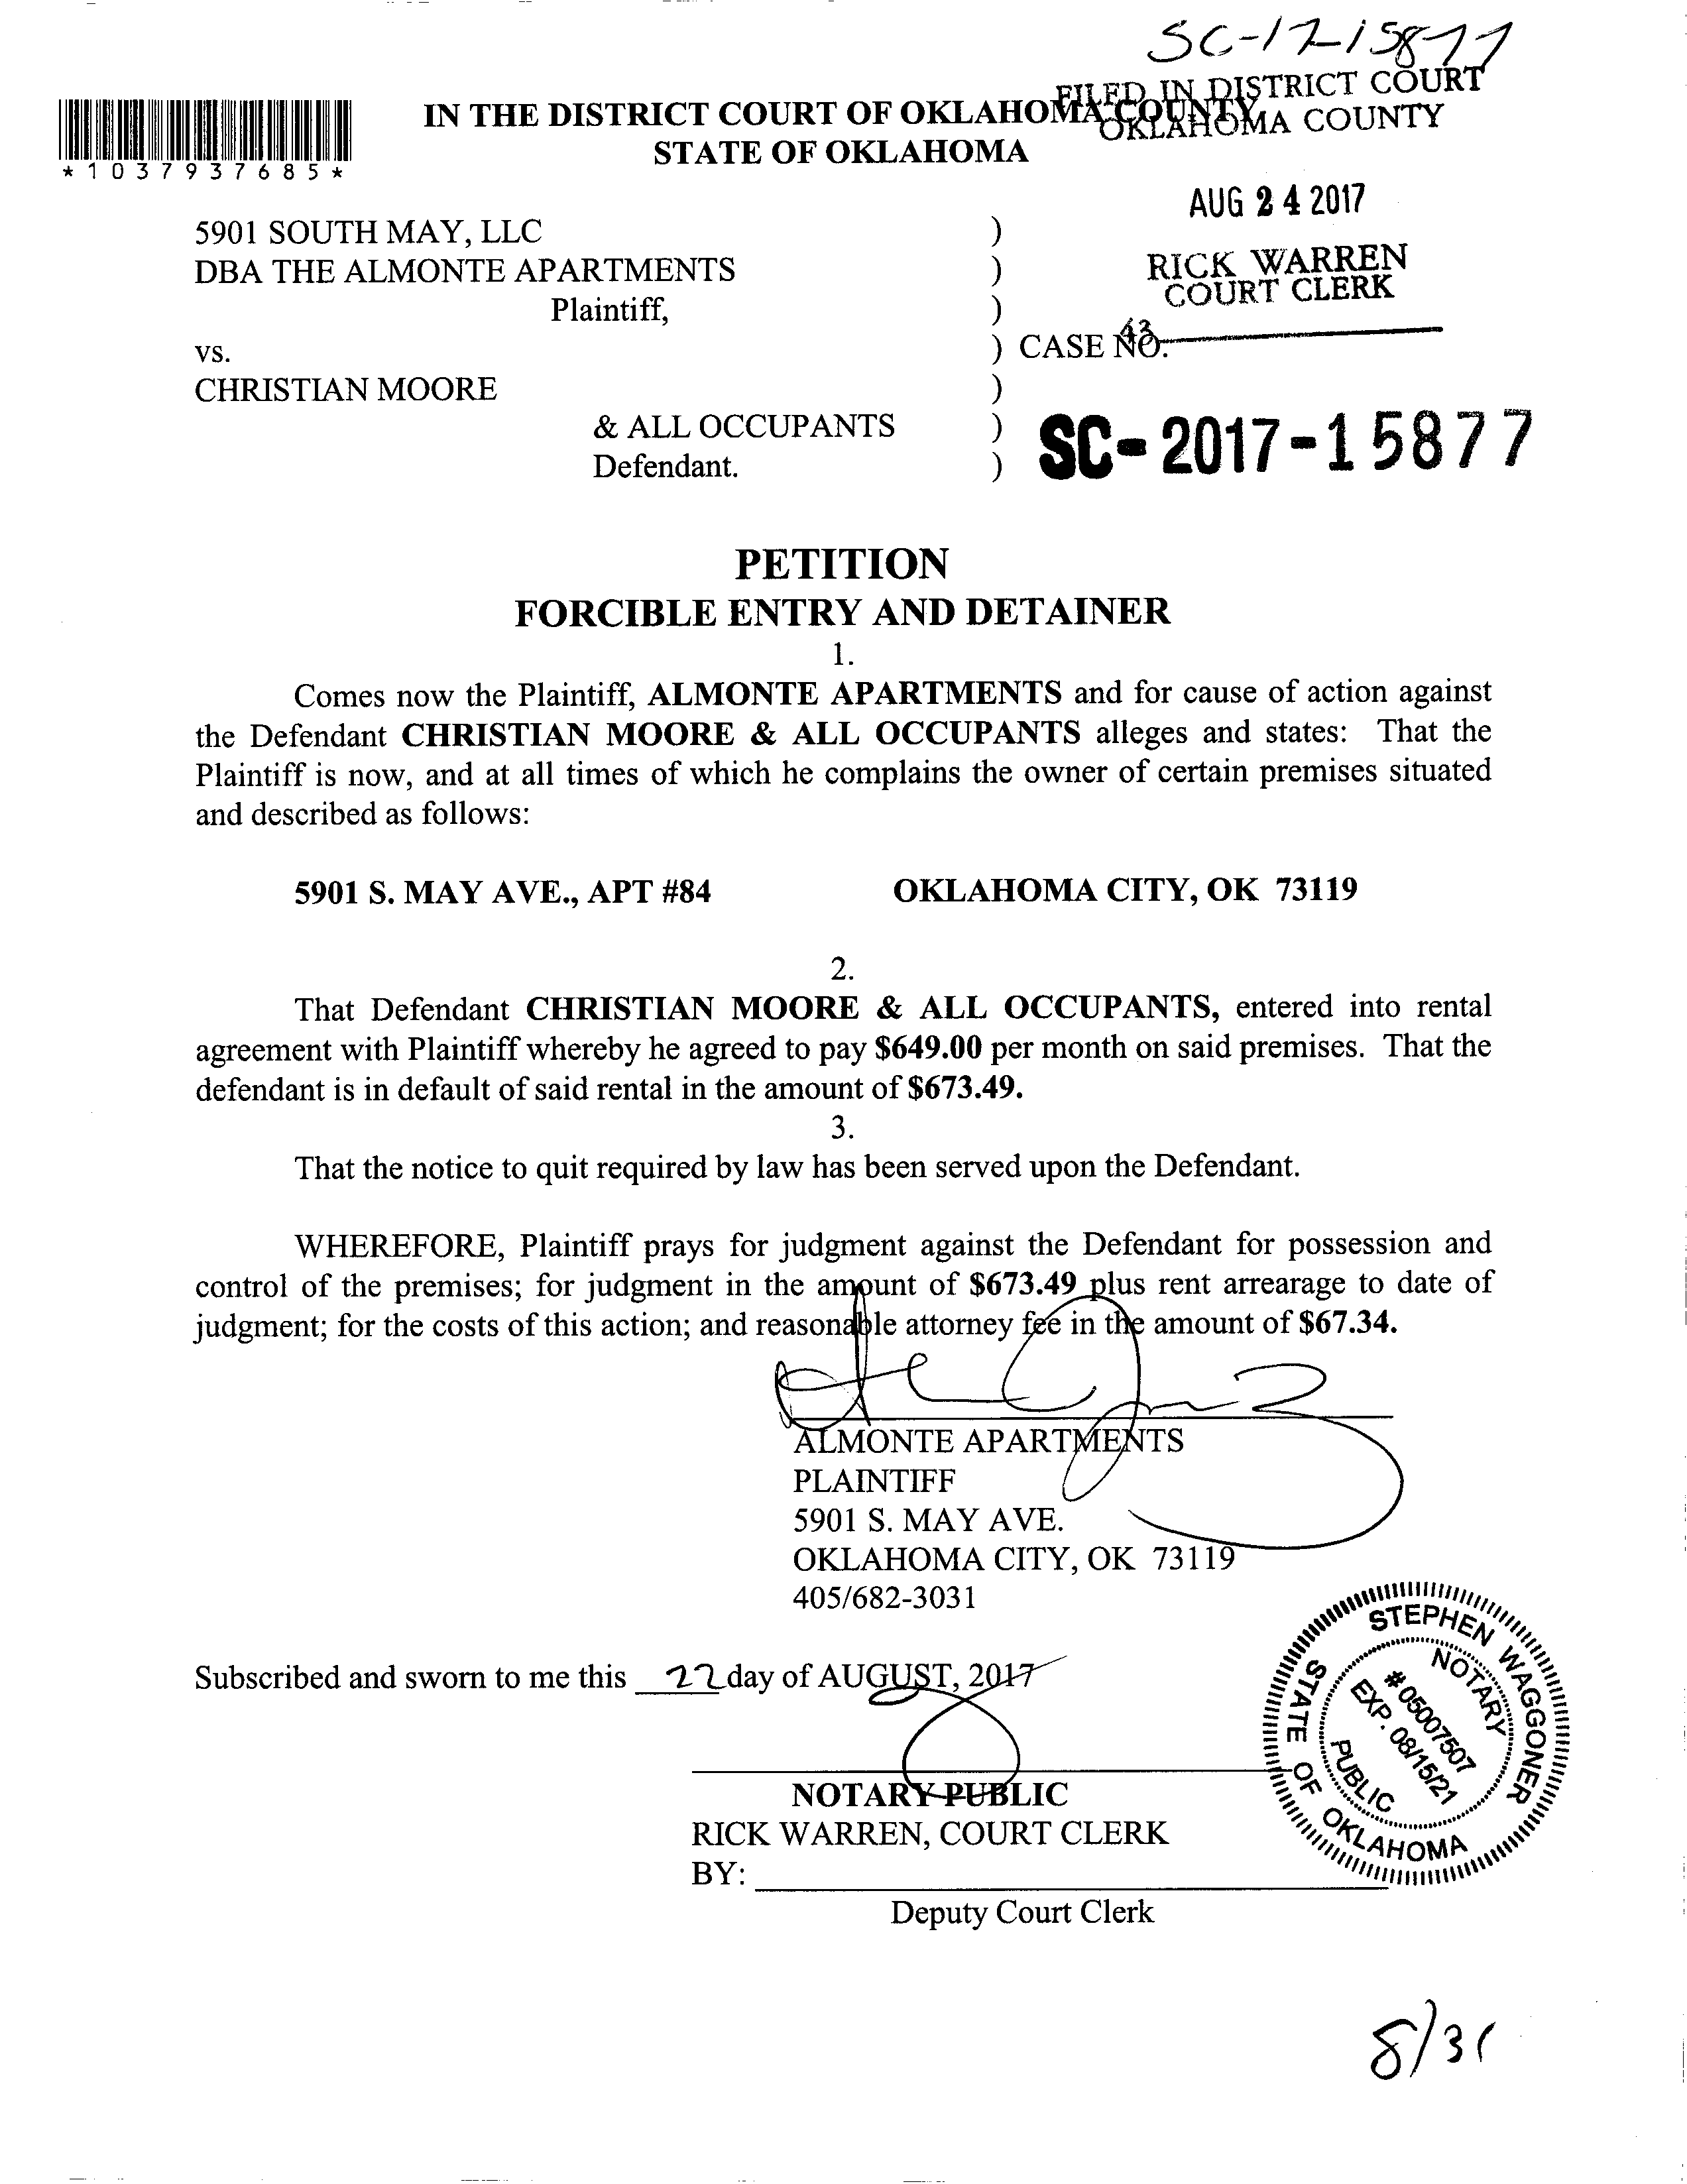 SC-17-15877
FILED IN DISTRICT COURT
OKLAHOMA COUNTY
IN THE DISTRICT COURT OF OKLAHOMA COUNTY
STATE OF OKLAHOMA
*1037937685*
AUG 24 2017
5901 SOUTH MAY, LLC )
DBA THE ALMONTE APARTMENTS )
RICK WARREN
COURT CLERK
Plaintiff, )
43
vs. ) CASE NO.
CHRISTIAN MOORE )
& ALL OCCUPANTS )
Defendant. )
SC-2017-15877
PETITION
FORCIBLE ENTRY AND DETAINER
1.
Comes now the Plaintiff, ALMONTE APARTMENTS and for cause of action against
the Defendant CHRISTIAN MOORE & ALL OCCUPANTS alleges and states: That the
Plaintiff is now, and at all times of which he complains the owner of certain premises situated
and described as follows:
5901 S. MAY AVE., APT #84 OKLAHOMA CITY, OK 73119
2.
That Defendant CHRISTIAN MOORE & ALL OCCUPANTS, entered into rental
agreement with Plaintiff whereby he agreed to pay $649.00 per month on said premises. That the
defendant is in default of said rental in the amount of $673.49.
3.
That the notice to quit required by law has been served upon the Defendant.
WHEREFORE, Plaintiff prays for judgment against the Defendant for possession and
control of the premises; for judgment in the amount of $673.49 plus rent arrearage to date of
judgment; for the costs of this action; and reasonable attorney fee in the amount of $67.34.
ALMONTE APARTMENTS
PLAINTIFF
5901 S. MAY AVE.
OKLAHOMA CITY, OK 73119
405/682-3031
Subscribed and sworn to me this 22 day of AUGUST, 2017
NOTARY PUBLIC
RICK WARREN, COURT CLERK
BY:
Deputy Court Clerk
STEPHEN WAGGONER
NOTARY
# 05007507
EXP. 08/15/21
PUBLIC
STATE OF OKLAHOMA
8/31